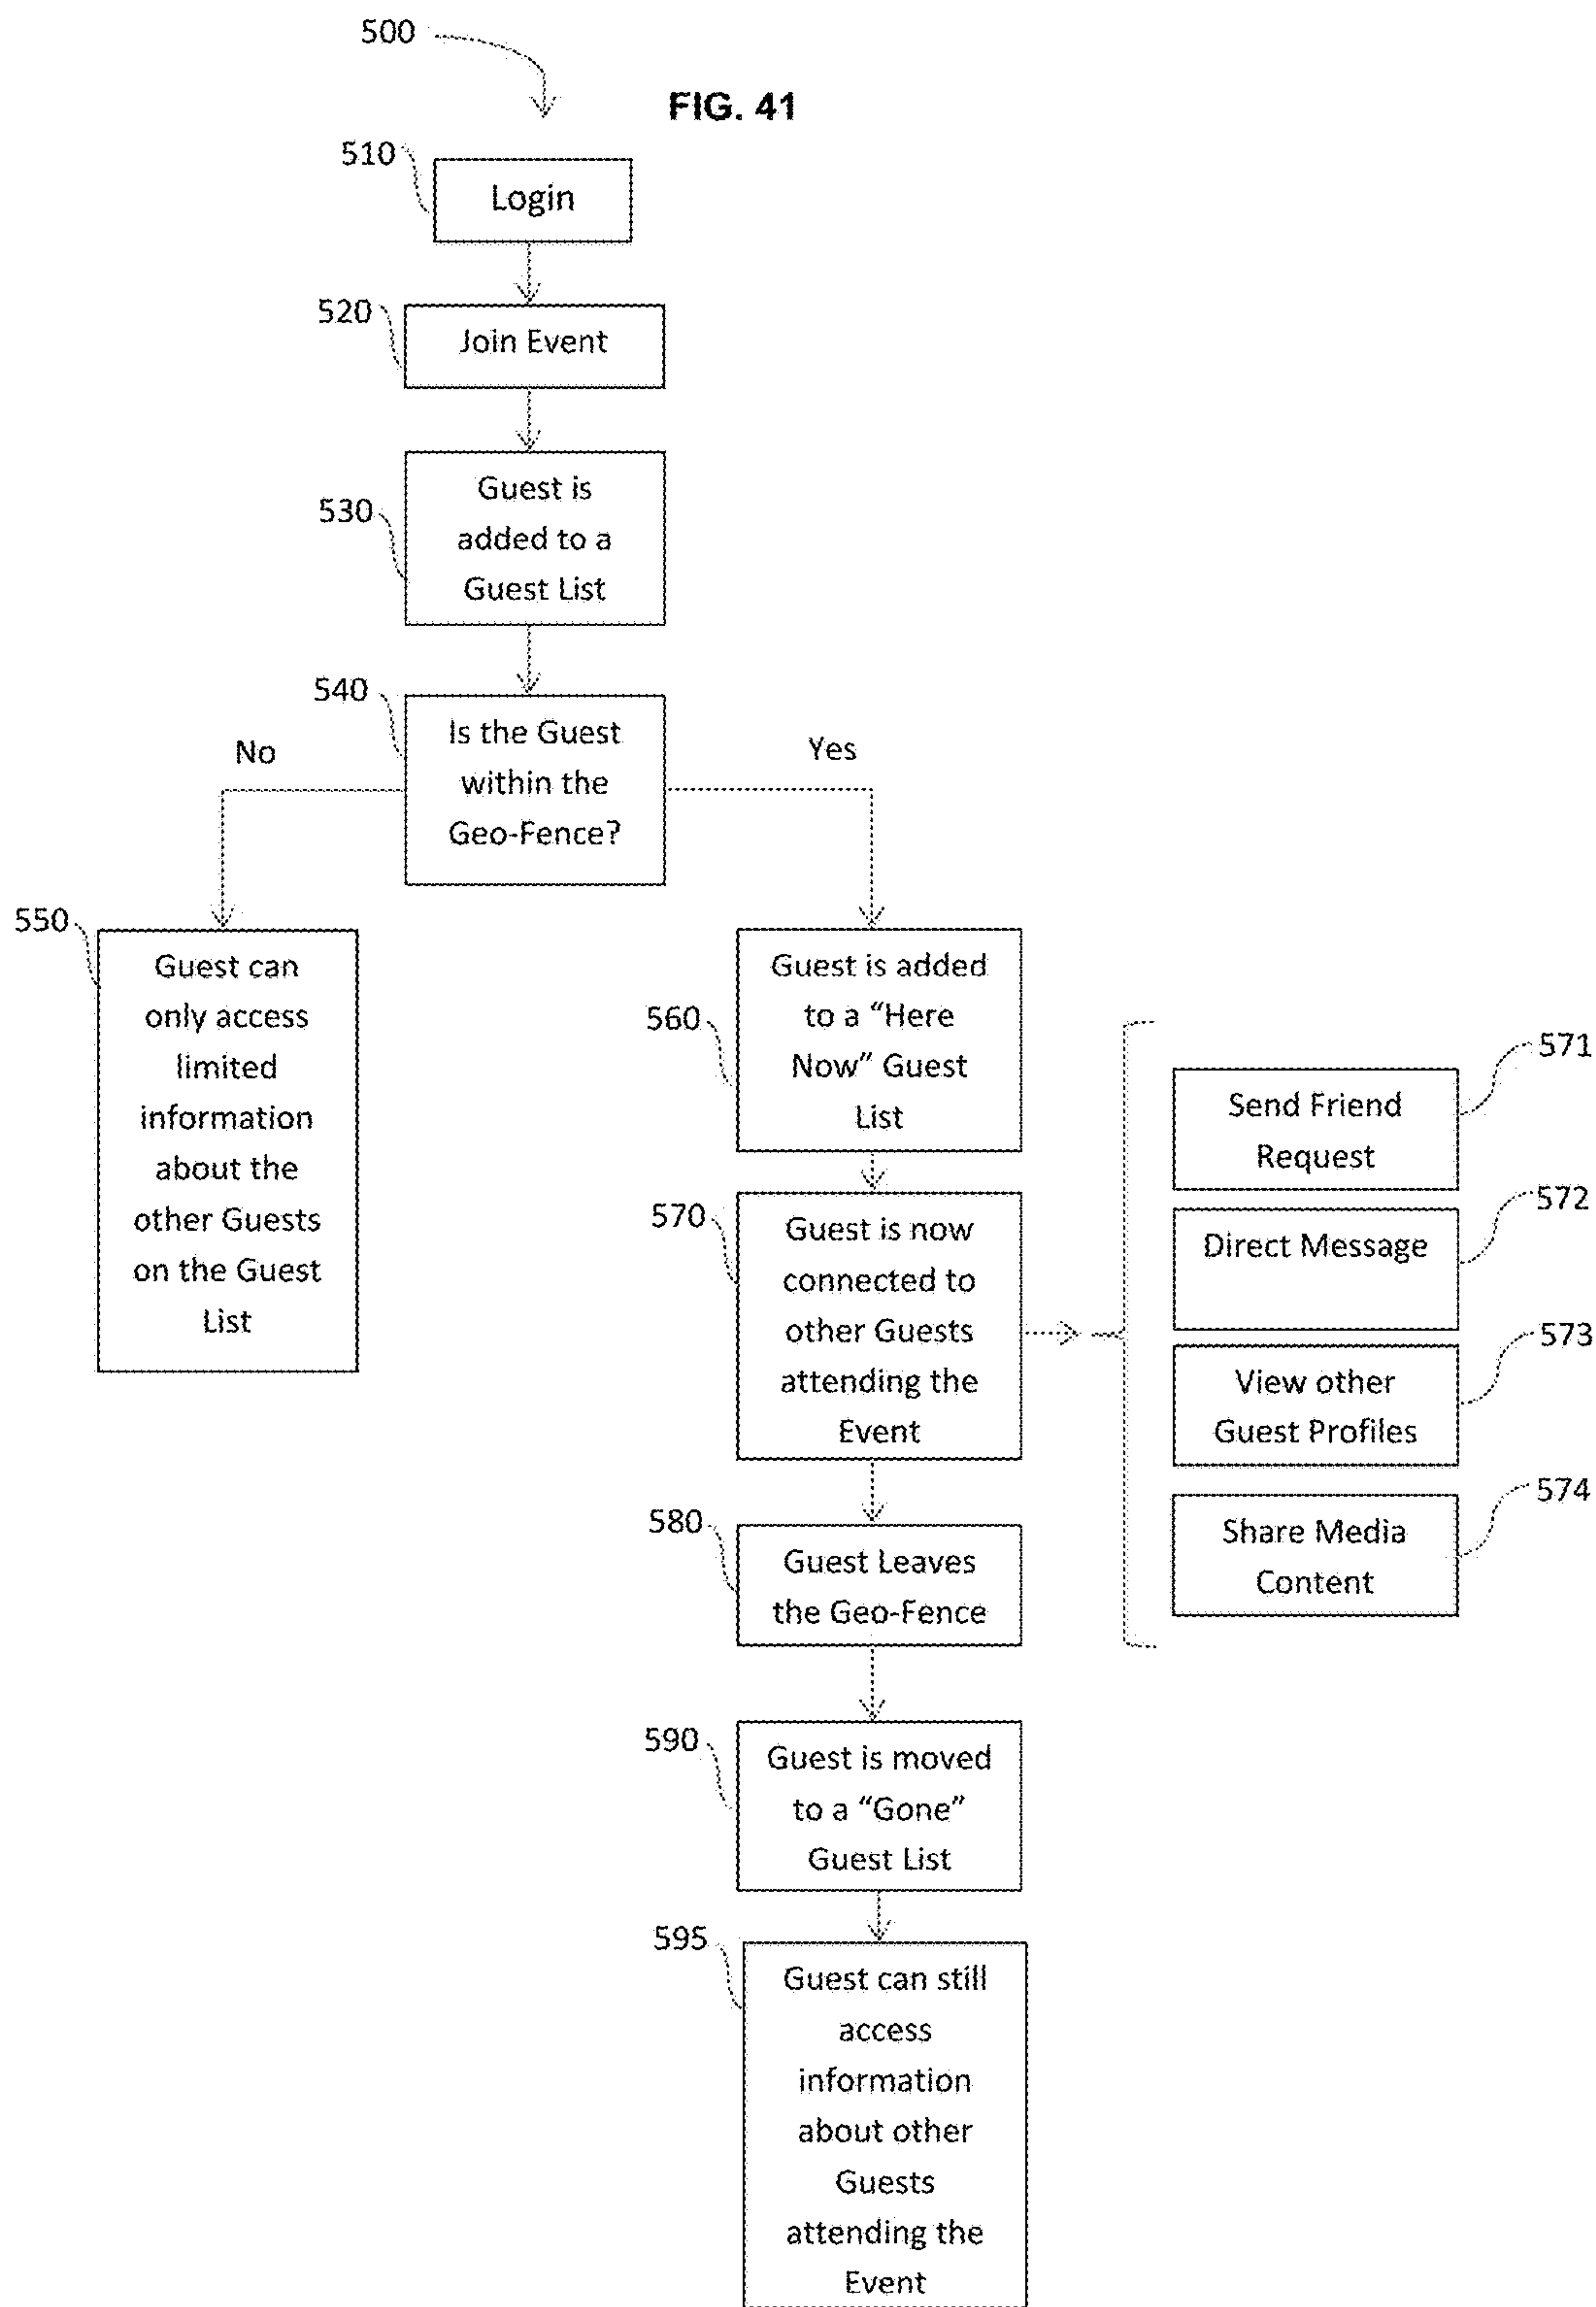 500
FIG. 41
510
Login
520
Join Event
530
Guest is
added to a
Guest List
540
Is the Guest
within the
Geo-Fence?
No
Yes
550
Guest can
only access
limited
information
about the
other Guests
on the Guest
List
560
Guest is added
to a “Here
Now” Guest
List
570
Guest is now
connected to
other Guests
attending the
Event
571
Send Friend
Request
572
Direct Message
573
View other
Guest Profiles
574
Share Media
Content
580
Guest Leaves
the Geo-Fence
590
Guest is moved
to a “Gone”
Guest List
595
Guest can still
access
information
about other
Guests
attending the
Event